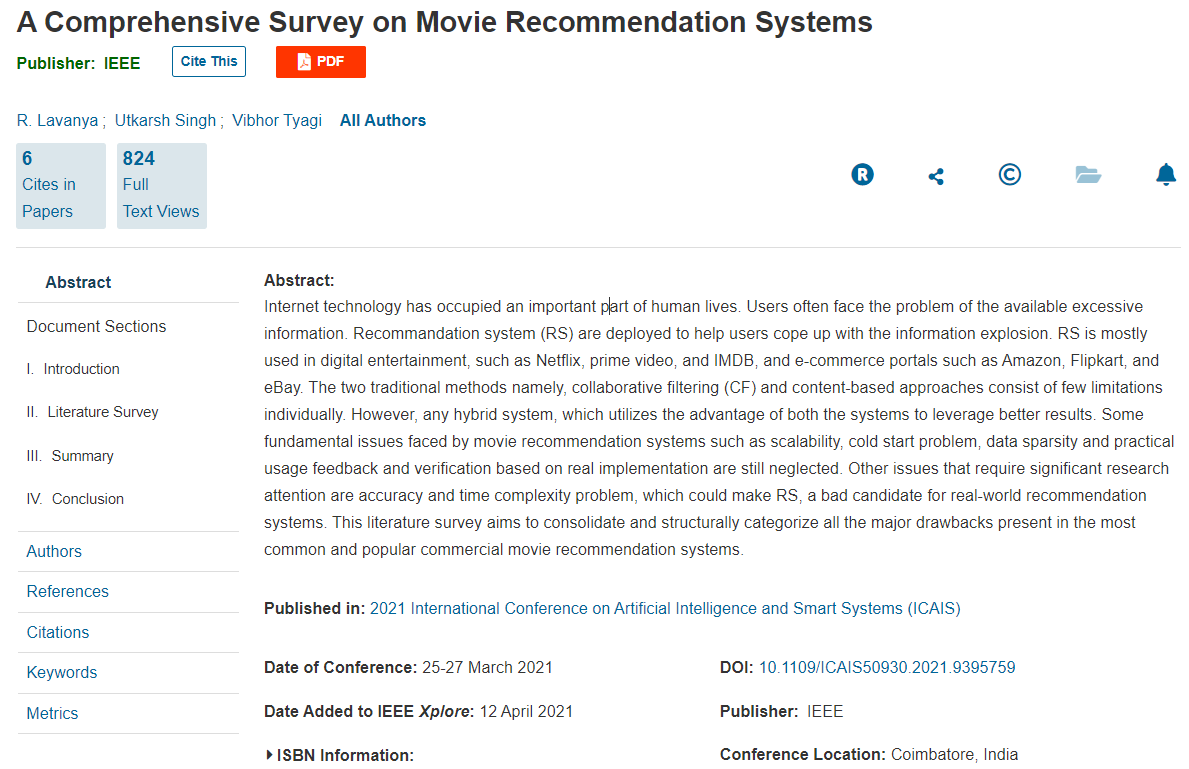 A Comprehensive Survey on Movie Recommendation Systems
Publisher: IEEE Cite This PDF
R. Lavanya ; Utkarsh Singh ; Vibhor Tyagi All Authors
6
Cites in
Papers
824
Full
Text Views
R
©
Abstract
Document Sections
I. Introduction
II. Literature Survey
III. Summary
IV. Conclusion
Authors
References
Citations
Keywords
Metrics
Abstract:
Internet technology has occupied an important part of human lives. Users often face the problem of the available excessive
information. Recommandation system (RS) are deployed to help users cope up with the information explosion. RS is mostly
used in digital entertainment, such as Netflix, prime video, and IMDB, and e-commerce portals such as Amazon, Flipkart, and
eBay. The two traditional methods namely, collaborative filtering (CF) and content-based approaches consist of few limitations
individually. However, any hybrid system, which utilizes the advantage of both the systems to leverage better results. Some
fundamental issues faced by movie recommendation systems such as scalability, cold start problem, data sparsity and practical
usage feedback and verification based on real implementation are still neglected. Other issues that require significant research
attention are accuracy and time complexity problem, which could make RS, a bad candidate for real-world recommendation
systems. This literature survey aims to consolidate and structurally categorize all the major drawbacks present in the most
common and popular commercial movie recommendation systems.
Published in: 2021 International Conference on Artificial Intelligence and Smart Systems (ICAIS)
Date of Conference: 25-27 March 2021
DOI: 10.1109/ICAIS50930.2021.9395759
Date Added to IEEE Xplore: 12 April 2021
Publisher: IEEE
ISBN Information:
Conference Location: Coimbatore, India